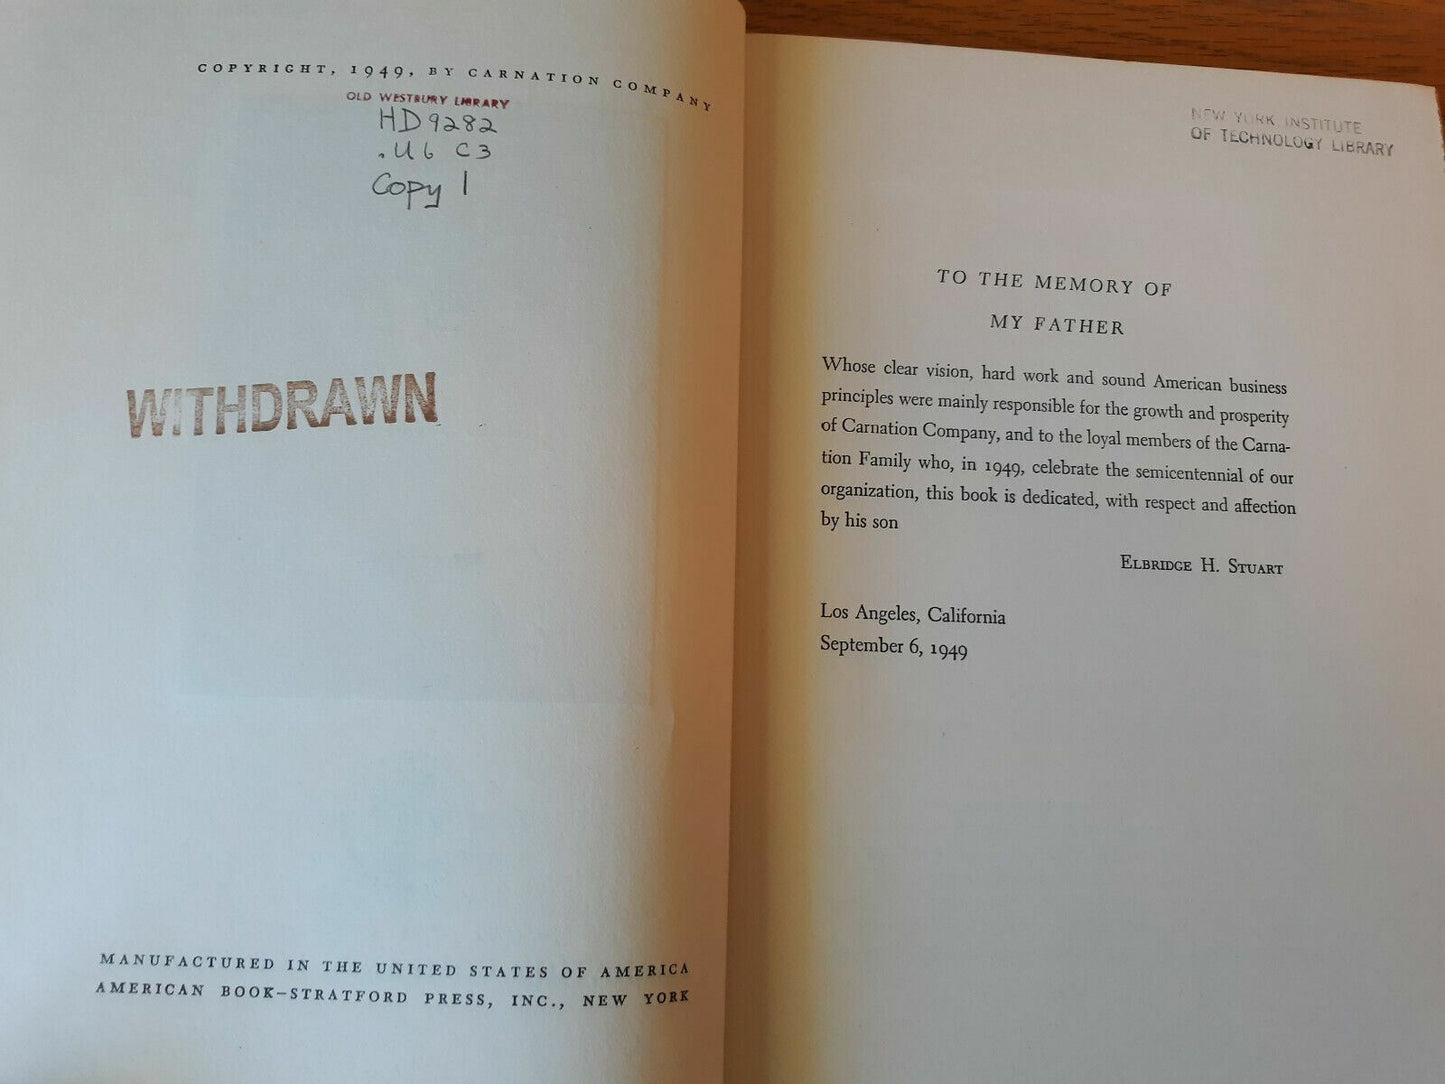 COPYRIGHT, 1949, BY CARNATION COMPANY
OLD WESTBURY LIBRARY
HD9282
.U6 C3
Copy 1
WITHDRAWN
MANUFACTURED IN THE UNITED STATES OF AMERICA
AMERICAN BOOK–STRATFORD PRESS, INC., NEW YORK
NEW YORK INSTITUTE
OF TECHNOLOGY LIBRARY
TO THE MEMORY OF
MY FATHER
Whose clear vision, hard work and sound American business
principles were mainly responsible for the growth and prosperity
of Carnation Company, and to the loyal members of the Carna-
tion Family who, in 1949, celebrate the semicentennial of our
organization, this book is dedicated, with respect and affection
by his son
Elbridge H. Stuart
Los Angeles, California
September 6, 1949